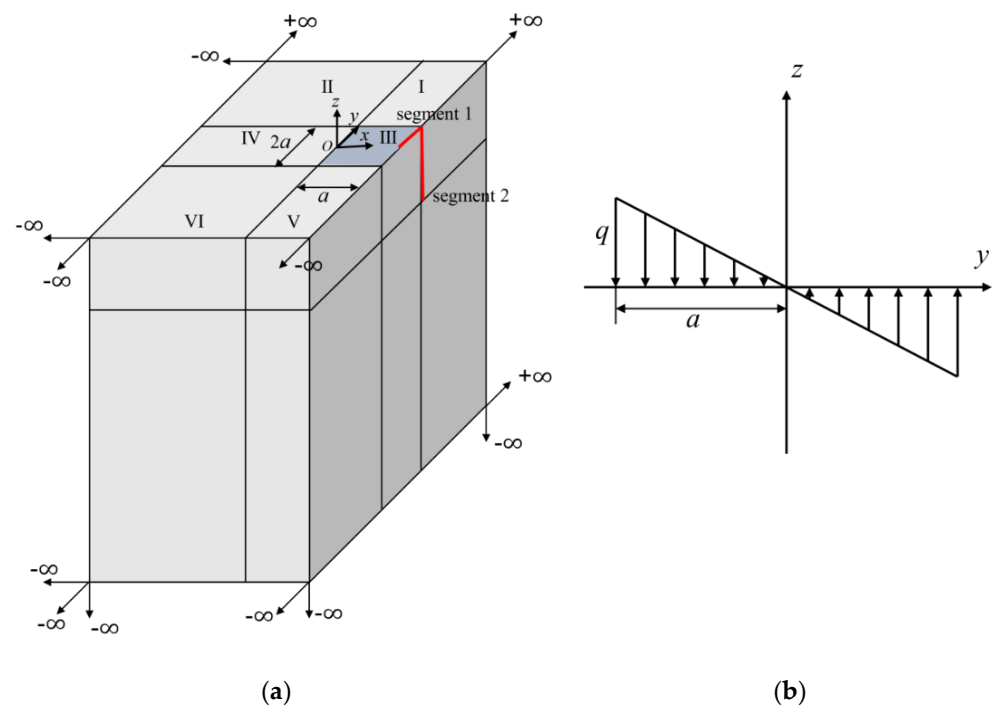 +∞
+∞
-∞
II
I
z
y
segment 1
IV
2a
O
x
III
a
segment 2
VI
V
-∞
-∞
-∞
+∞
-∞
-∞
-∞
-∞
-∞
-∞
(a)
z
q
y
a
(b)